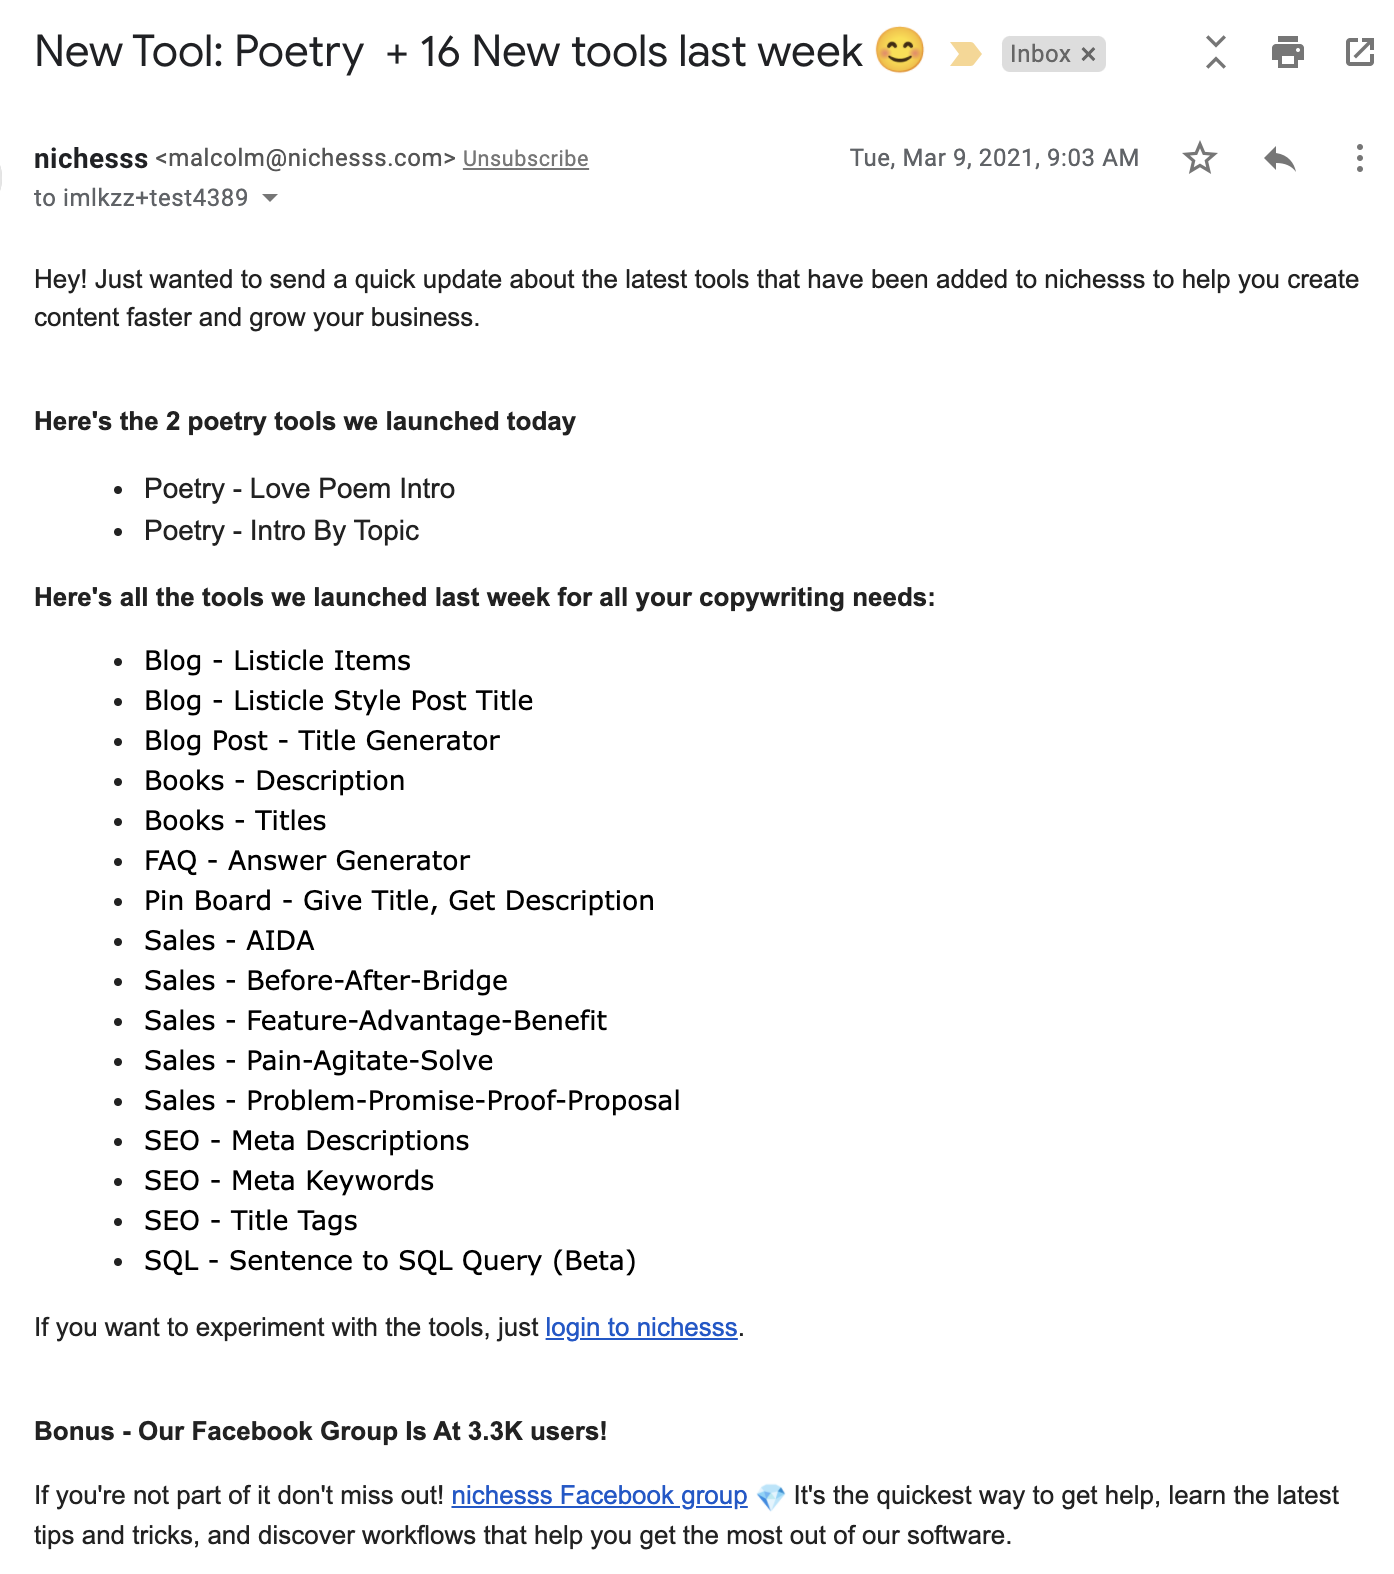 New Tool: Poetry + 16 New tools last week 😊 Inbox ×
nichesss <malcolm@nichesss.com> Unsubscribe Tue, Mar 9, 2021, 9:03 AM
to imlkzz+test4389
Hey! Just wanted to send a quick update about the latest tools that have been added to nichesss to help you create
content faster and grow your business.
Here's the 2 poetry tools we launched today
• Poetry - Love Poem Intro
• Poetry - Intro By Topic
Here's all the tools we launched last week for all your copywriting needs:
• Blog - Listicle Items
• Blog - Listicle Style Post Title
• Blog Post - Title Generator
• Books - Description
• Books - Titles
• FAQ - Answer Generator
• Pin Board - Give Title, Get Description
• Sales - AIDA
• Sales - Before-After-Bridge
• Sales - Feature-Advantage-Benefit
• Sales - Pain-Agitate-Solve
• Sales - Problem-Promise-Proof-Proposal
• SEO - Meta Descriptions
• SEO - Meta Keywords
• SEO - Title Tags
• SQL - Sentence to SQL Query (Beta)
If you want to experiment with the tools, just login to nichesss.
Bonus - Our Facebook Group Is At 3.3K users!
If you're not part of it don't miss out! nichesss Facebook group 💎 It's the quickest way to get help, learn the latest
tips and tricks, and discover workflows that help you get the most out of our software.